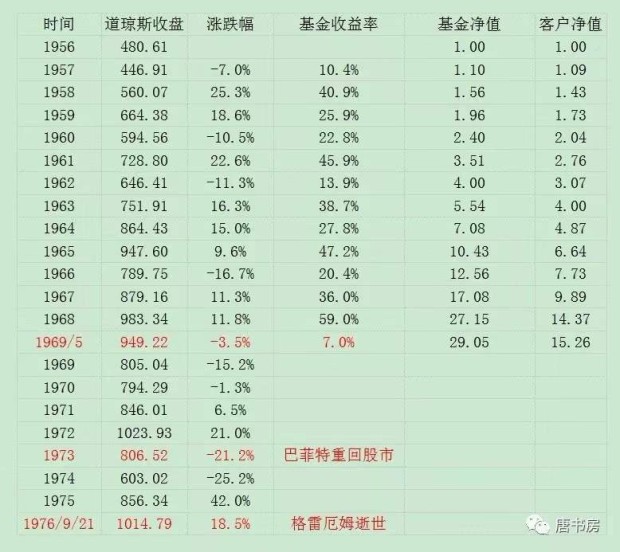 时间 道琼斯收盘 涨跌幅 基金收益率 基金净值 客户净值
1956 480.61 1.00 1.00
1957 446.91 -7.0% 10.4% 1.10 1.09
1958 560.07 25.3% 40.9% 1.56 1.43
1959 664.38 18.6% 25.9% 1.96 1.73
1960 594.56 -10.5% 22.8% 2.40 2.04
1961 728.80 22.6% 45.9% 3.51 2.76
1962 646.41 -11.3% 13.9% 4.00 3.07
1963 751.91 16.3% 38.7% 5.54 4.00
1964 864.43 15.0% 27.8% 7.08 4.87
1965 947.60 9.6% 47.2% 10.43 6.64
1966 789.75 -16.7% 20.4% 12.56 7.73
1967 879.16 11.3% 36.0% 17.08 9.89
1968 983.34 11.8% 59.0% 27.15 14.37
1969/5 949.22 -3.5% 7.0% 29.05 15.26
1969 805.04 -15.2%
1970 794.29 -1.3%
1971 846.01 6.5%
1972 1023.93 21.0%
1973 806.52 -21.2% 巴菲特重回股市
1974 603.02 -25.2%
1975 856.34 42.0%
1976/9/21 1014.79 18.5% 格雷厄姆逝世
唐书房